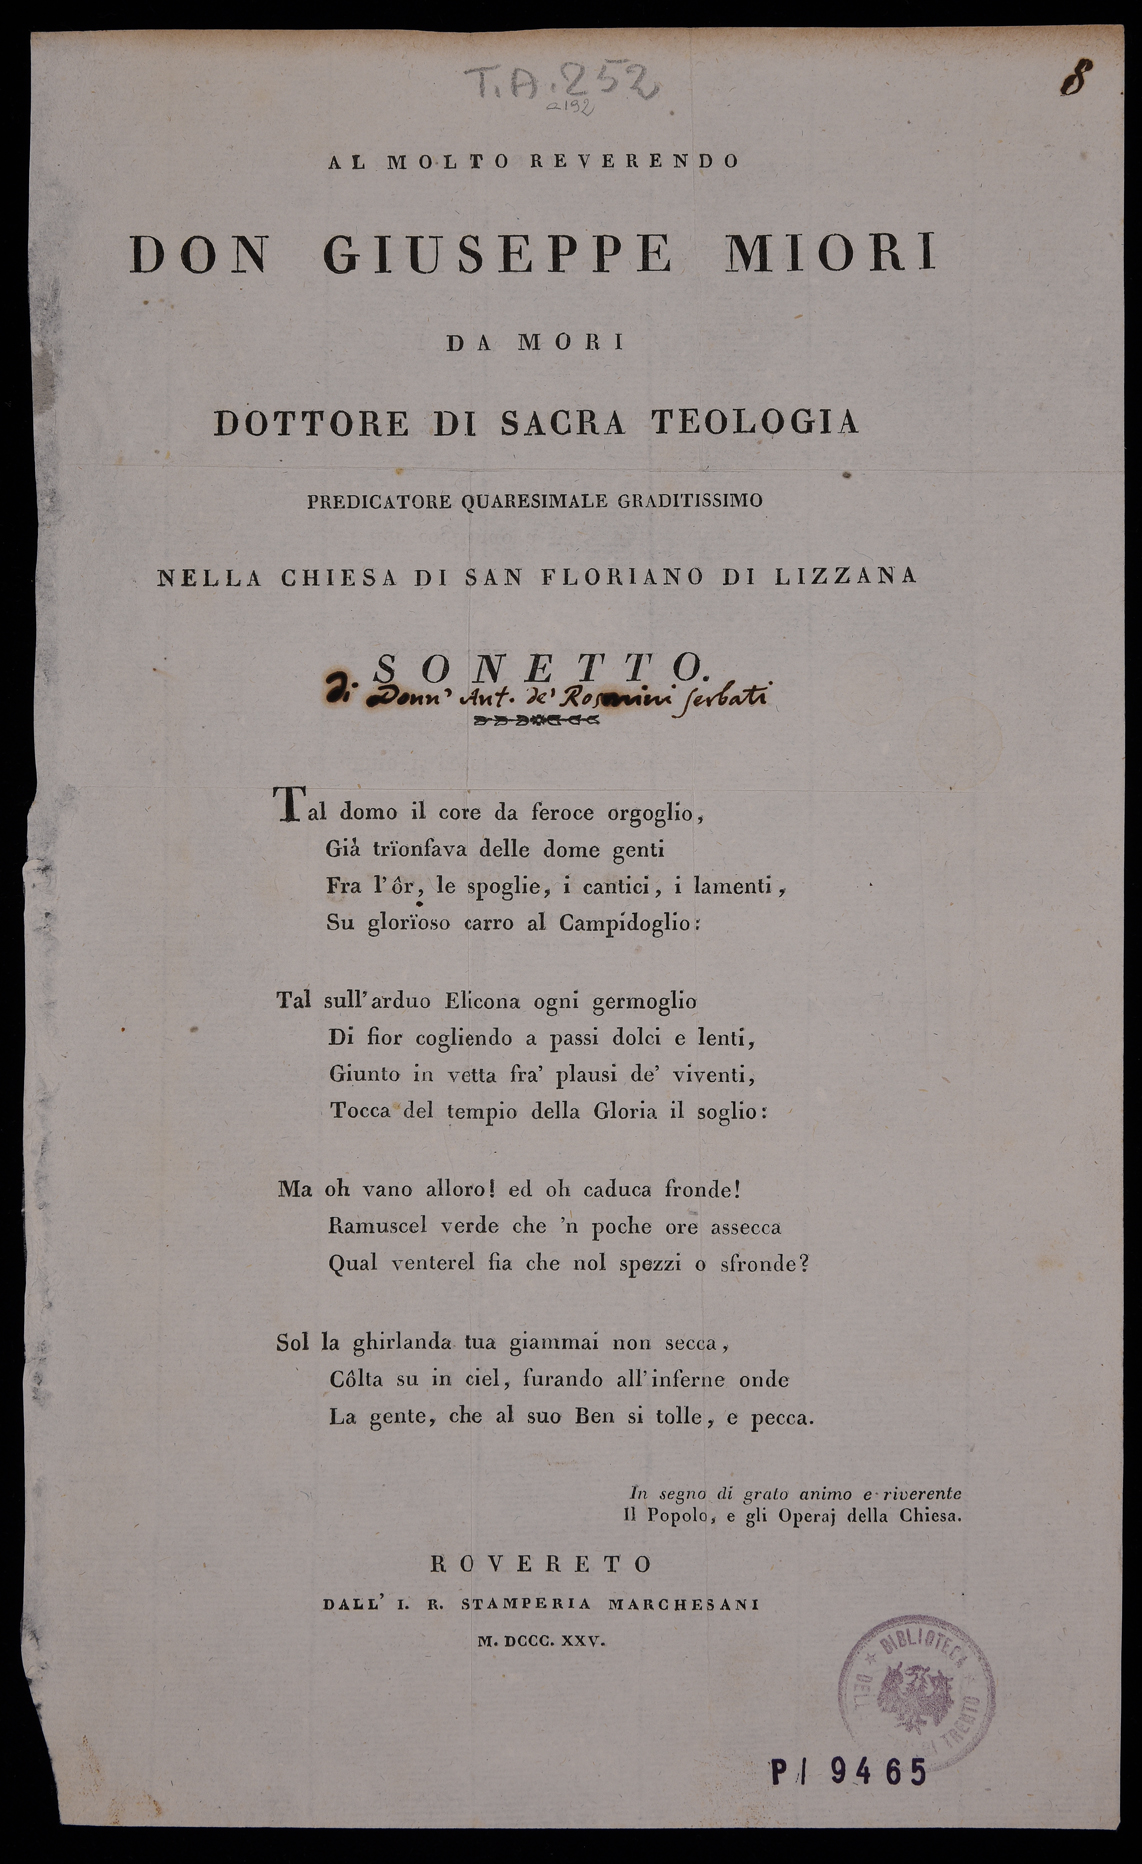 T.A.252
a192
8
AL MOLTO REVERENDO
DON GIUSEPPE MIORI
DA MORI
DOTTORE DI SACRA TEOLOGIA
PREDICATORE QUARESIMALE GRADITISSIMO
NELLA CHIESA DI SAN FLORIANO DI LIZZANA
SONETTO.
di Donn' Ant. de' Rosmini Serbati
Tal domo il core da feroce orgoglio,
Già trïonfava delle dome genti
Fra l'ôr, le spoglie, i cantici, i lamenti,
Su glorïoso carro al Campidoglio:
Tal sull'arduo Elicona ogni germoglio
Di fior cogliendo a passi dolci e lenti,
Giunto in vetta fra' plausi de' viventi,
Tocca del tempio della Gloria il soglio:
Ma oh vano alloro! ed oh caduca fronde!
Ramuscel verde che 'n poche ore assecca
Qual venterel fia che nol spezzi o sfronde?
Sol la ghirlanda tua giammai non secca,
Côlta su in ciel, furando all'inferne onde
La gente, che al suo Ben si tolle, e pecca.
In segno di grato animo e riverente
Il Popolo, e gli Operaj della Chiesa.
ROVERETO
DALL' I. R. STAMPERIA MARCHESANI
M. DCCC. XXV.
BIBLIOTECA
DI TRENTO
P/ 9465